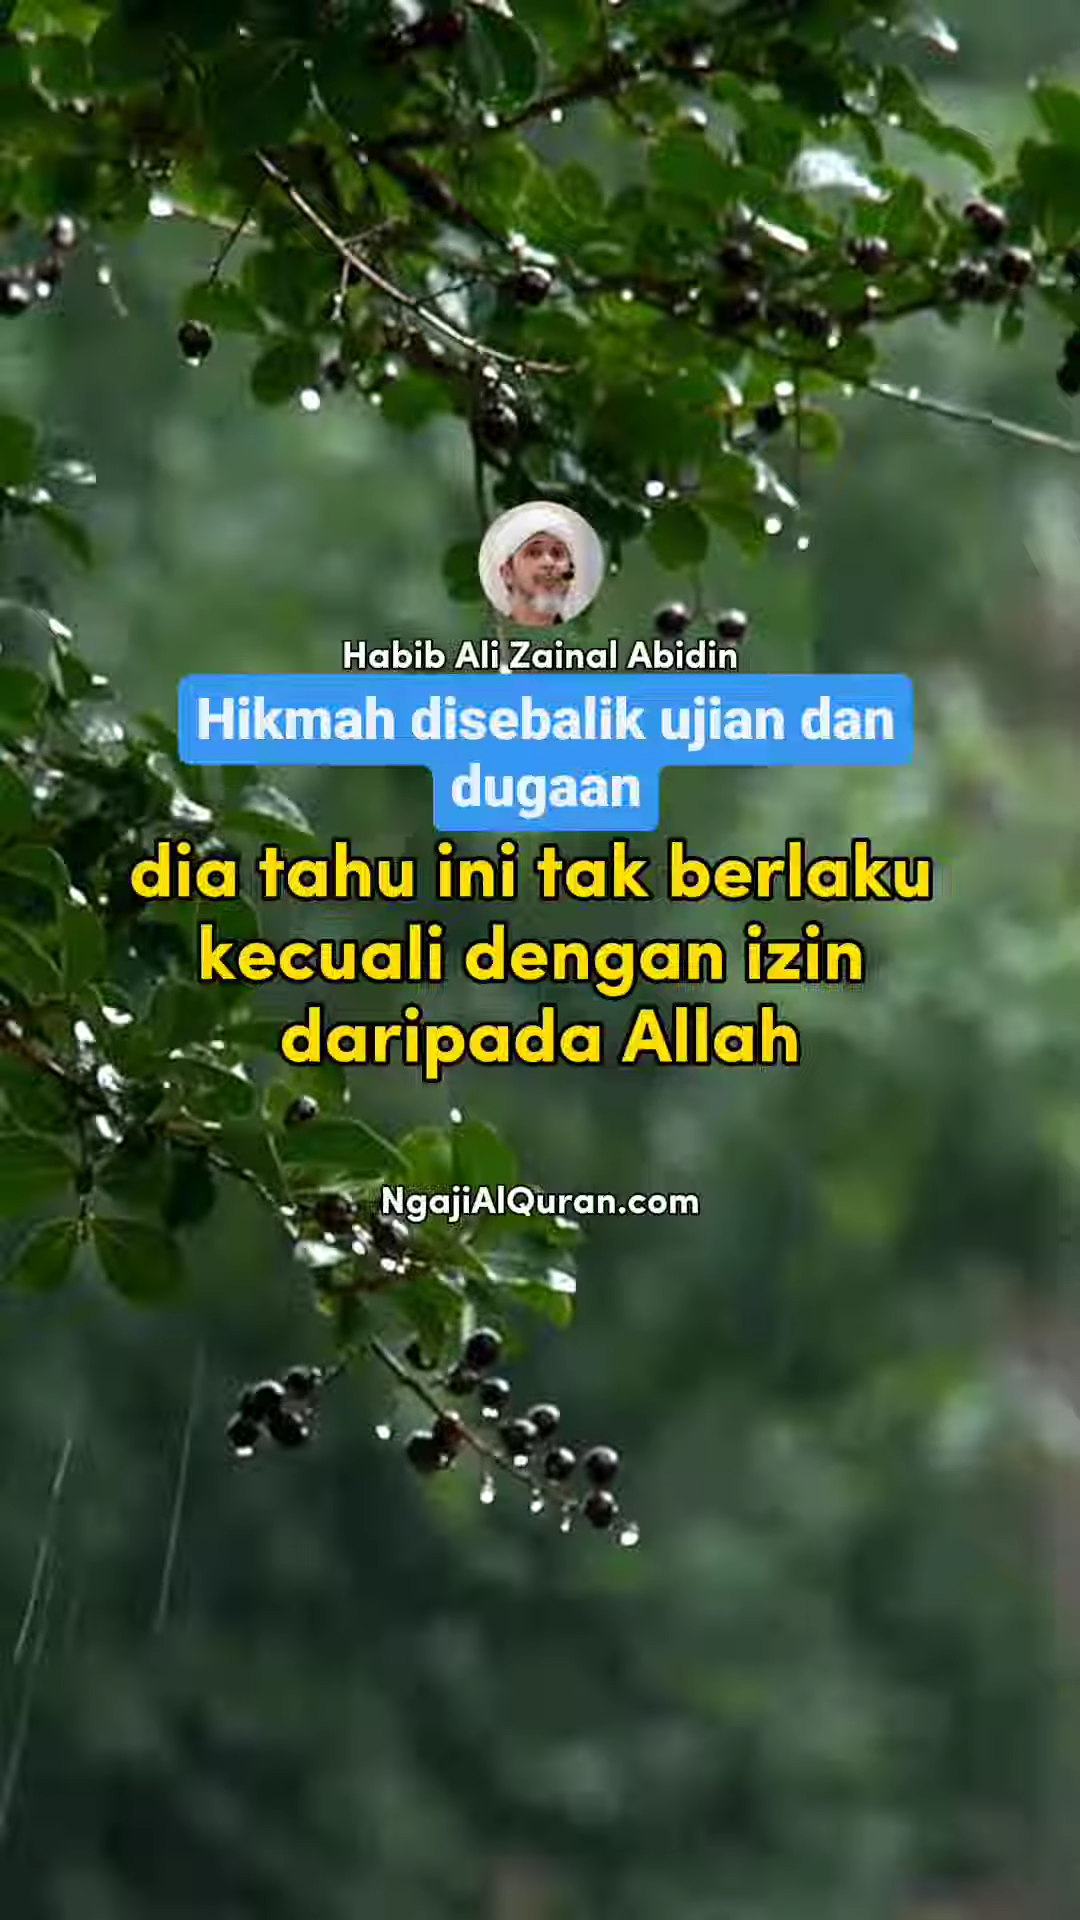 Habib Ali Zainal Abidin
Hikmah disebalik ujian dan
dugaan
dia tahu ini tak berlaku
kecuali dengan izin
daripada Allah
NgajiAlQuran.com